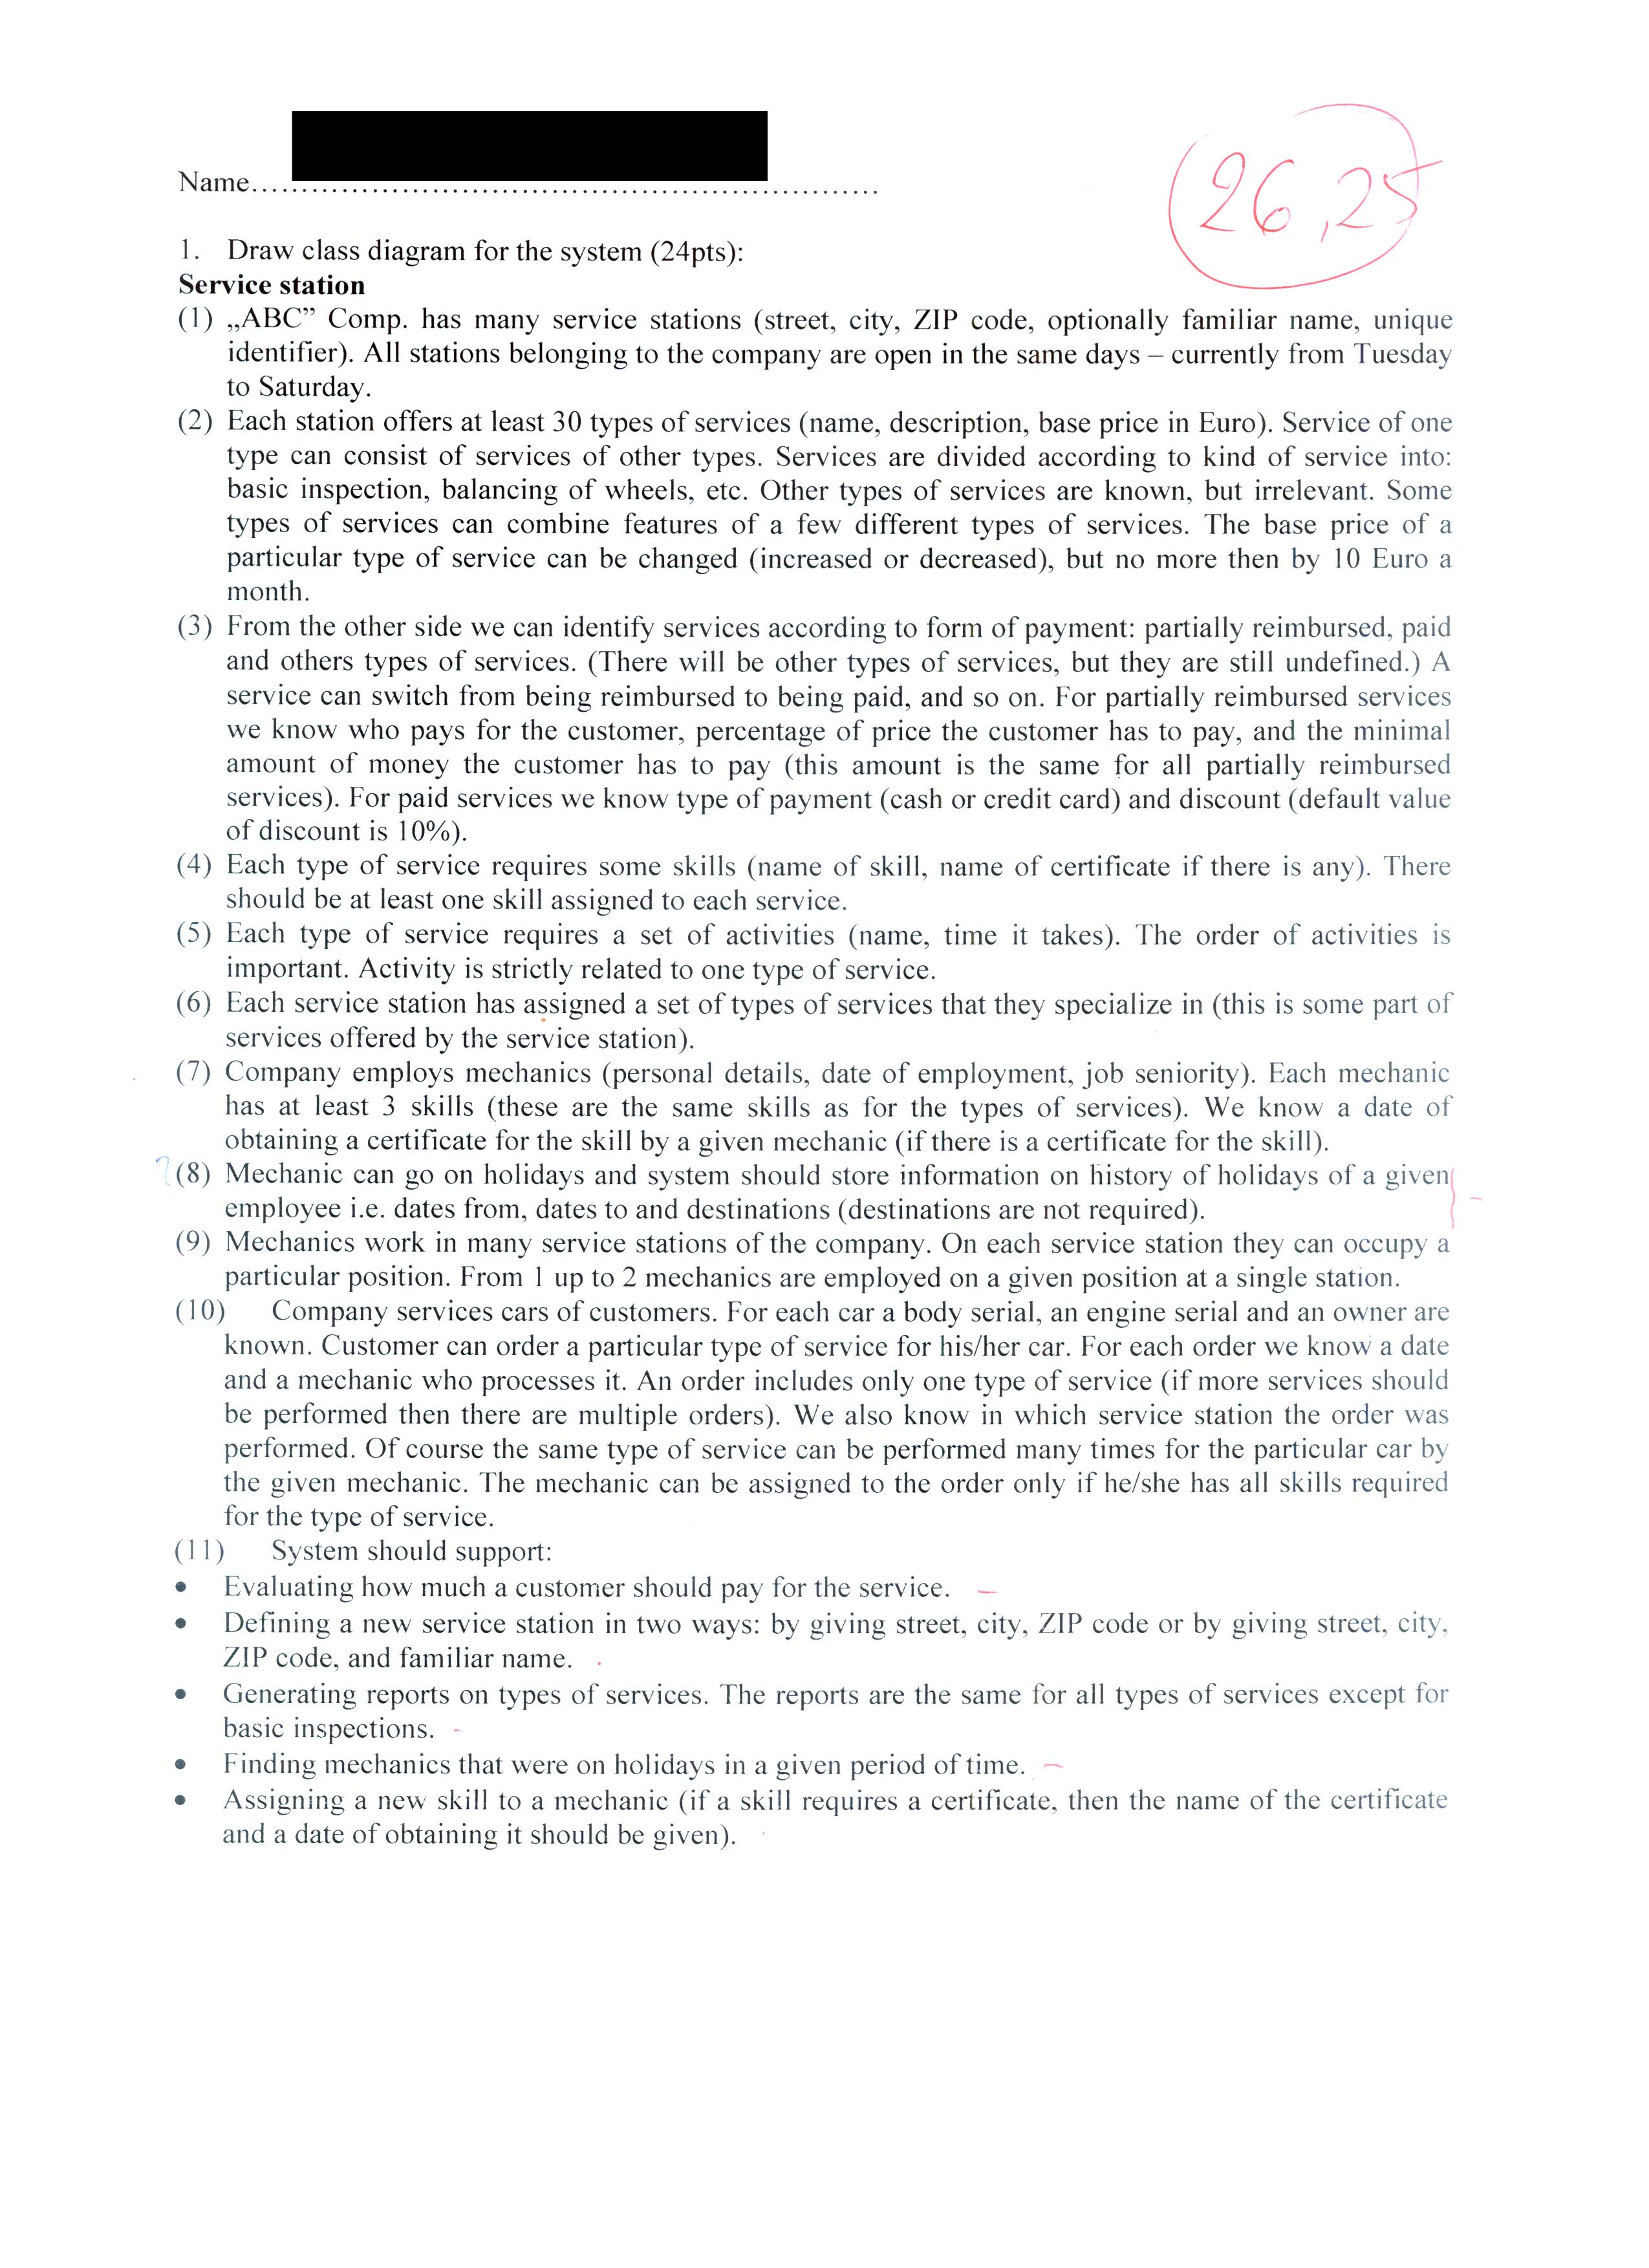 Name..............................................................
26,25
1. Draw class diagram for the system (24pts):
Service station
(1) „ABC” Comp. has many service stations (street, city, ZIP code, optionally familiar name, unique
identifier). All stations belonging to the company are open in the same days – currently from Tuesday
to Saturday.
(2) Each station offers at least 30 types of services (name, description, base price in Euro). Service of one
type can consist of services of other types. Services are divided according to kind of service into:
basic inspection, balancing of wheels, etc. Other types of services are known, but irrelevant. Some
types of services can combine features of a few different types of services. The base price of a
particular type of service can be changed (increased or decreased), but no more then by 10 Euro a
month.
(3) From the other side we can identify services according to form of payment: partially reimbursed, paid
and others types of services. (There will be other types of services, but they are still undefined.) A
service can switch from being reimbursed to being paid, and so on. For partially reimbursed services
we know who pays for the customer, percentage of price the customer has to pay, and the minimal
amount of money the customer has to pay (this amount is the same for all partially reimbursed
services). For paid services we know type of payment (cash or credit card) and discount (default value
of discount is 10%).
(4) Each type of service requires some skills (name of skill, name of certificate if there is any). There
should be at least one skill assigned to each service.
(5) Each type of service requires a set of activities (name, time it takes). The order of activities is
important. Activity is strictly related to one type of service.
(6) Each service station has assigned a set of types of services that they specialize in (this is some part of
services offered by the service station).
(7) Company employs mechanics (personal details, date of employment, job seniority). Each mechanic
has at least 3 skills (these are the same skills as for the types of services). We know a date of
obtaining a certificate for the skill by a given mechanic (if there is a certificate for the skill).
? (8) Mechanic can go on holidays and system should store information on history of holidays of a given
employee i.e. dates from, dates to and destinations (destinations are not required).
(9) Mechanics work in many service stations of the company. On each service station they can occupy a
particular position. From 1 up to 2 mechanics are employed on a given position at a single station.
(10) Company services cars of customers. For each car a body serial, an engine serial and an owner are
known. Customer can order a particular type of service for his/her car. For each order we know a date
and a mechanic who processes it. An order includes only one type of service (if more services should
be performed then there are multiple orders). We also know in which service station the order was
performed. Of course the same type of service can be performed many times for the particular car by
the given mechanic. The mechanic can be assigned to the order only if he/she has all skills required
for the type of service.
(11) System should support:
• Evaluating how much a customer should pay for the service.
• Defining a new service station in two ways: by giving street, city, ZIP code or by giving street, city,
ZIP code, and familiar name.
• Generating reports on types of services. The reports are the same for all types of services except for
basic inspections.
• Finding mechanics that were on holidays in a given period of time.
• Assigning a new skill to a mechanic (if a skill requires a certificate, then the name of the certificate
and a date of obtaining it should be given).